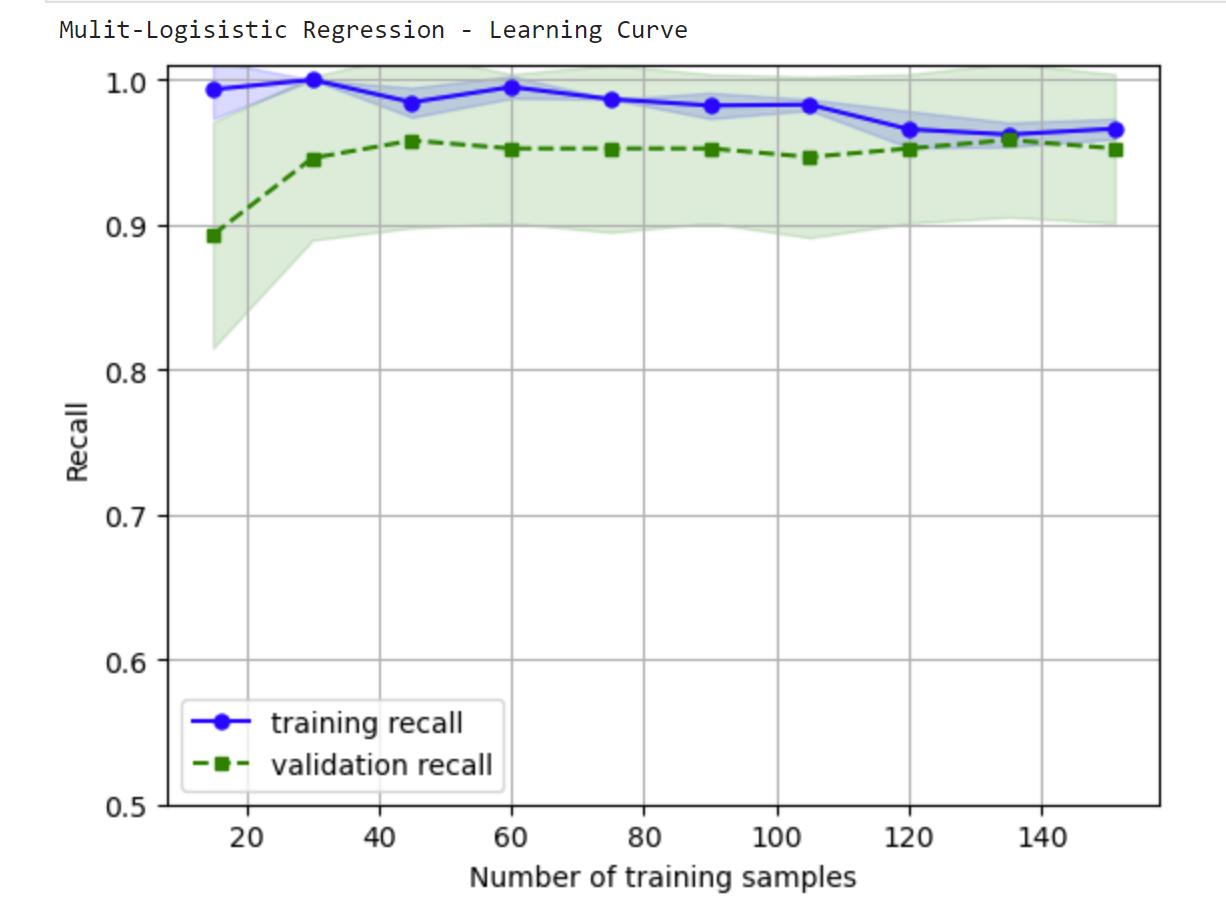 Mulit-Logisistic Regression - Learning Curve
1.0
0.9
0.8
0.7
0.6
0.5
Recall
training recall
validation recall
20 40 60 80 100 120 140
Number of training samples